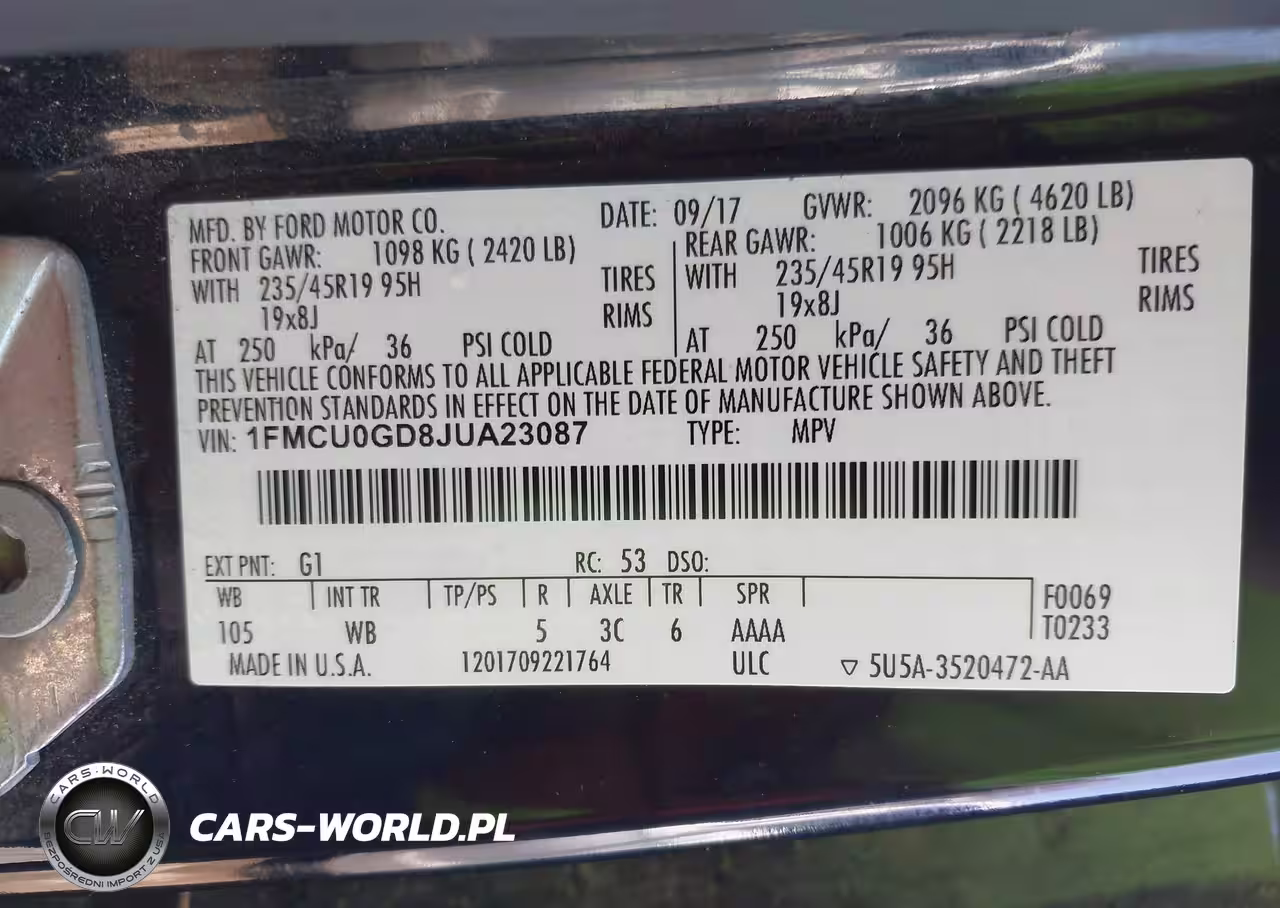 MFD. BY FORD MOTOR CO. DATE: 09/17 GVWR: 2096 KG ( 4620 LB)
FRONT GAWR: 1098 KG ( 2420 LB) REAR GAWR: 1006 KG ( 2218 LB)
WITH 235/45R19 95H TIRES WITH 235/45R19 95H TIRES
19x8J RIMS 19x8J RIMS
AT 250 kPa/ 36 PSI COLD AT 250 kPa/ 36 PSI COLD
THIS VEHICLE CONFORMS TO ALL APPLICABLE FEDERAL MOTOR VEHICLE SAFETY AND THEFT
PREVENTION STANDARDS IN EFFECT ON THE DATE OF MANUFACTURE SHOWN ABOVE.
VIN: 1FMCU0GD8JUA23087 TYPE: MPV
EXT PNT: G1 RC: 53 DSO:
WB INT TR TP/PS R AXLE TR SPR F0069
105 WB 5 3C 6 AAAA T0233
MADE IN U.S.A. 1201709221764 ULC ▽ 5U5A-3520472-AA
CARS-WORLD
CW
BEZPOŚREDNI IMPORT Z USA
CARS-WORLD.PL